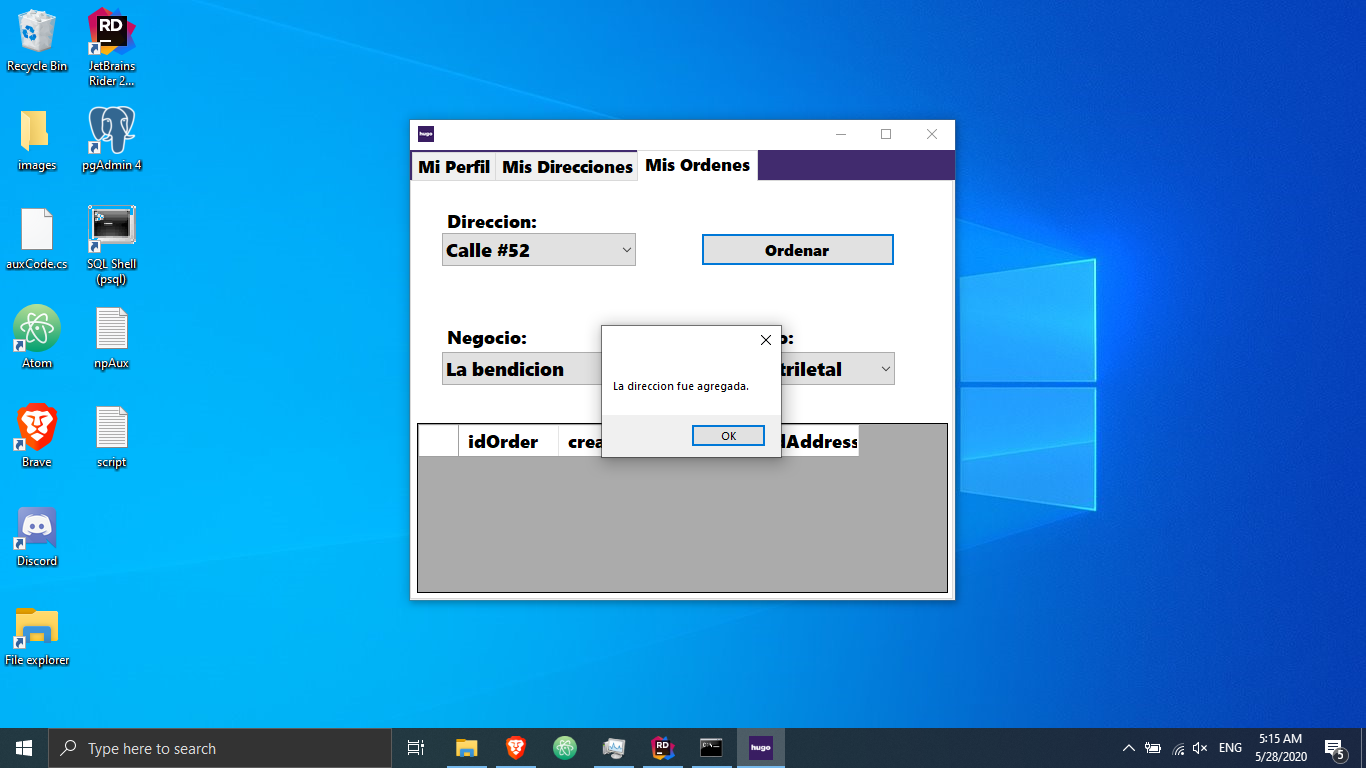 Recycle Bin
JetBrains
Rider 2...
images
pgAdmin 4
auxCode.cs
SQL Shell
(psql)
Atom
npAux
Brave
script
Discord
File explorer
hugo
Mi Perfil
Mis Direcciones
Mis Ordenes
Direccion:
Calle #52
Ordenar
Negocio:
o:
La bendicion
triletal
La direccion fue agregada.
OK
idOrder
crea
dAddress
Type here to search
hugo
ENG
5:15 AM
5/28/2020
5